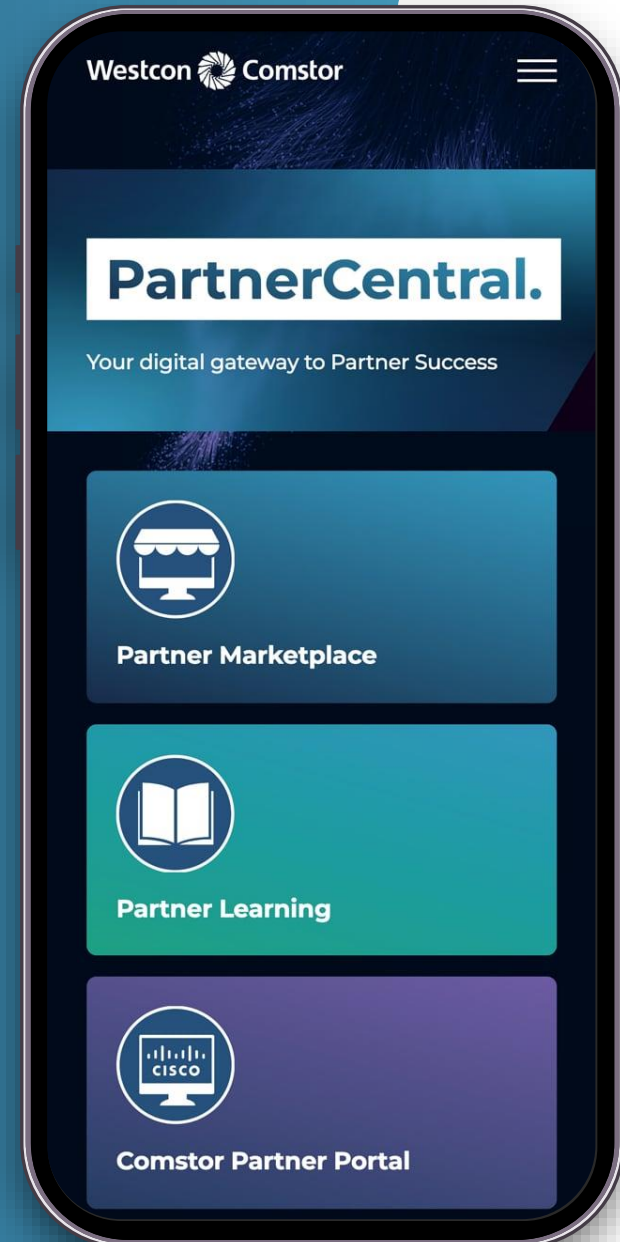 Westcon Comstor
PartnerCentral.
Your digital gateway to Partner Success
Partner Marketplace
Partner Learning
CISCO
Comstor Partner Portal